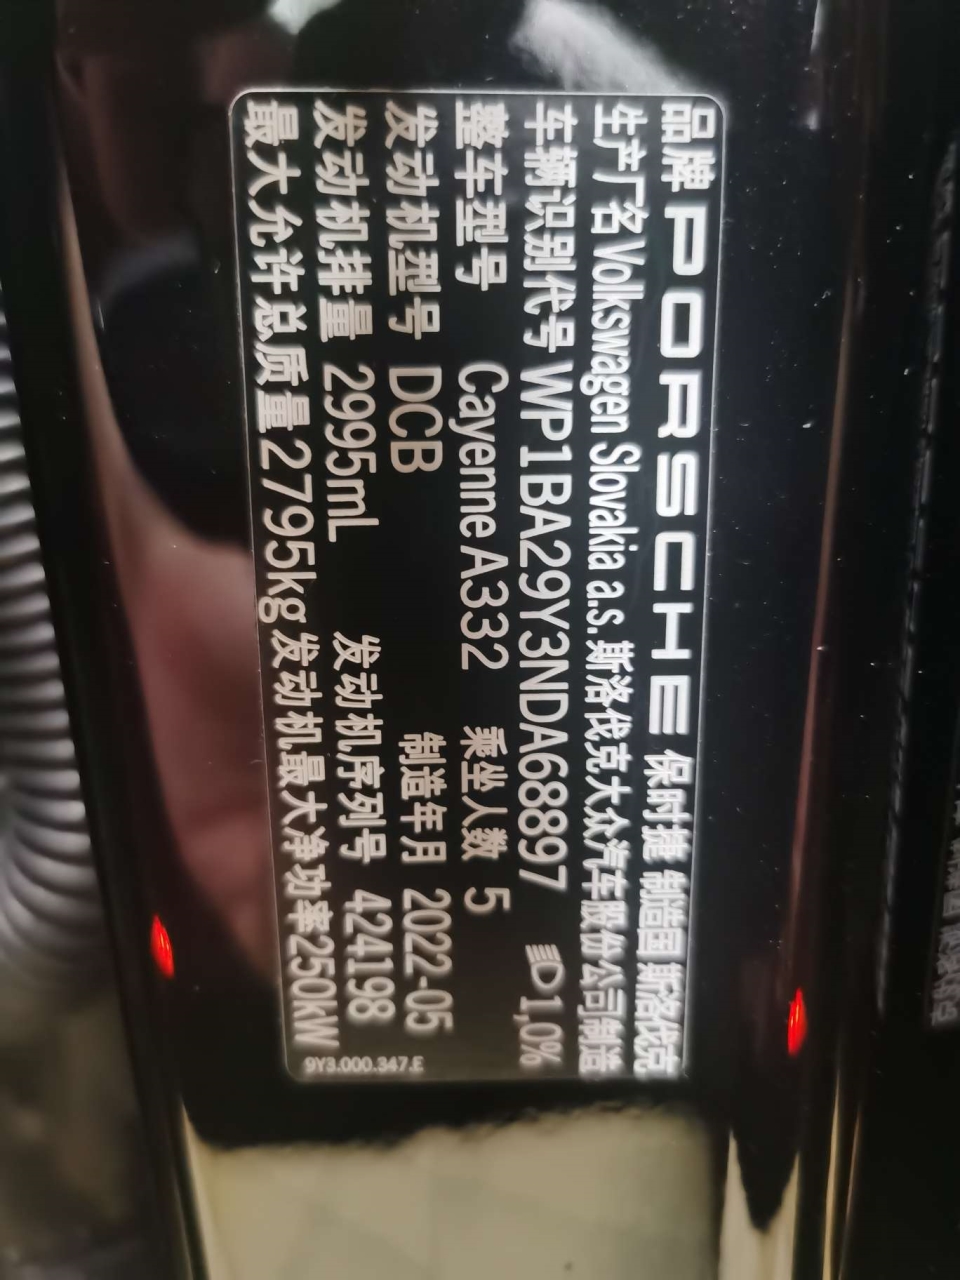 品牌 PORSCHE 保时捷 制造国 斯洛伐克
生产厂名 Volkswagen Slovakia a.s. 斯洛伐克大众汽车股份公司制造
车辆识别代号 WP1BA29Y3NDA68897 1,0%
整车型号 Cayenne A332 乘坐人数 5
发动机型号 DCB 制造年月 2022-05
发动机排量 2995mL 发动机序列号 424198
最大允许总质量 2795kg 发动机最大净功率 250kW
9Y3.000.347.E